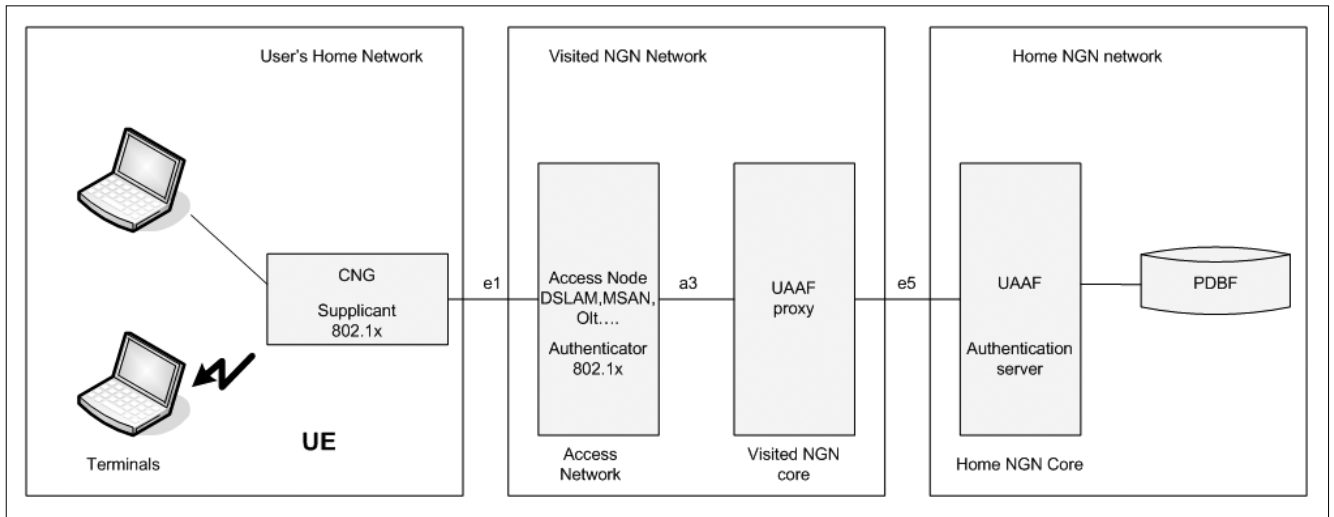 User's Home Network
CNG
Supplicant
802.1x
UE
Terminals
e1
Visited NGN Network
Access Node
DSLAM,MSAN,
Olt....
Authenticator
802.1x
Access
Network
a3
UAAF
proxy
Visited NGN
core
e5
Home NGN network
UAAF
Authentication
server
Home NGN Core
PDBF